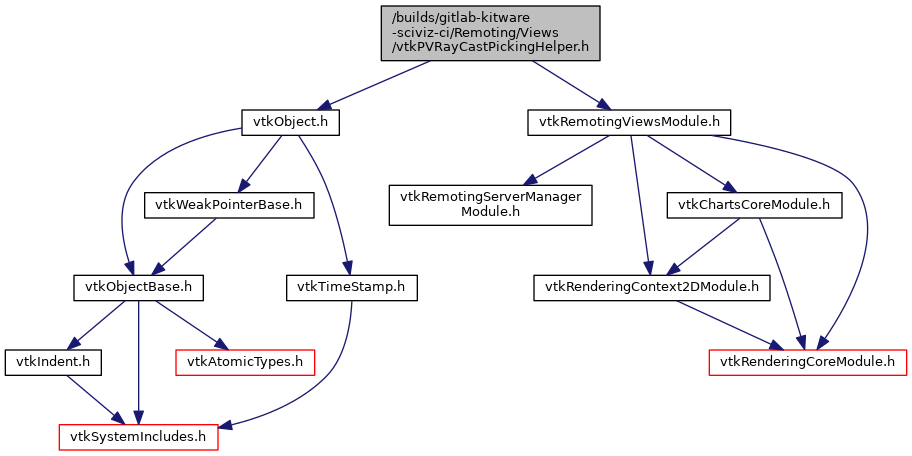 /builds/gitlab-kitware
-sciviz-ci/Remoting/Views
/vtkPVRayCastPickingHelper.h
vtkObject.h
vtkRemotingViewsModule.h
vtkWeakPointerBase.h
vtkRemotingServerManager
Module.h
vtkChartsCoreModule.h
vtkObjectBase.h
vtkTimeStamp.h
vtkRenderingContext2DModule.h
vtkIndent.h
vtkAtomicTypes.h
vtkRenderingCoreModule.h
vtkSystemIncludes.h